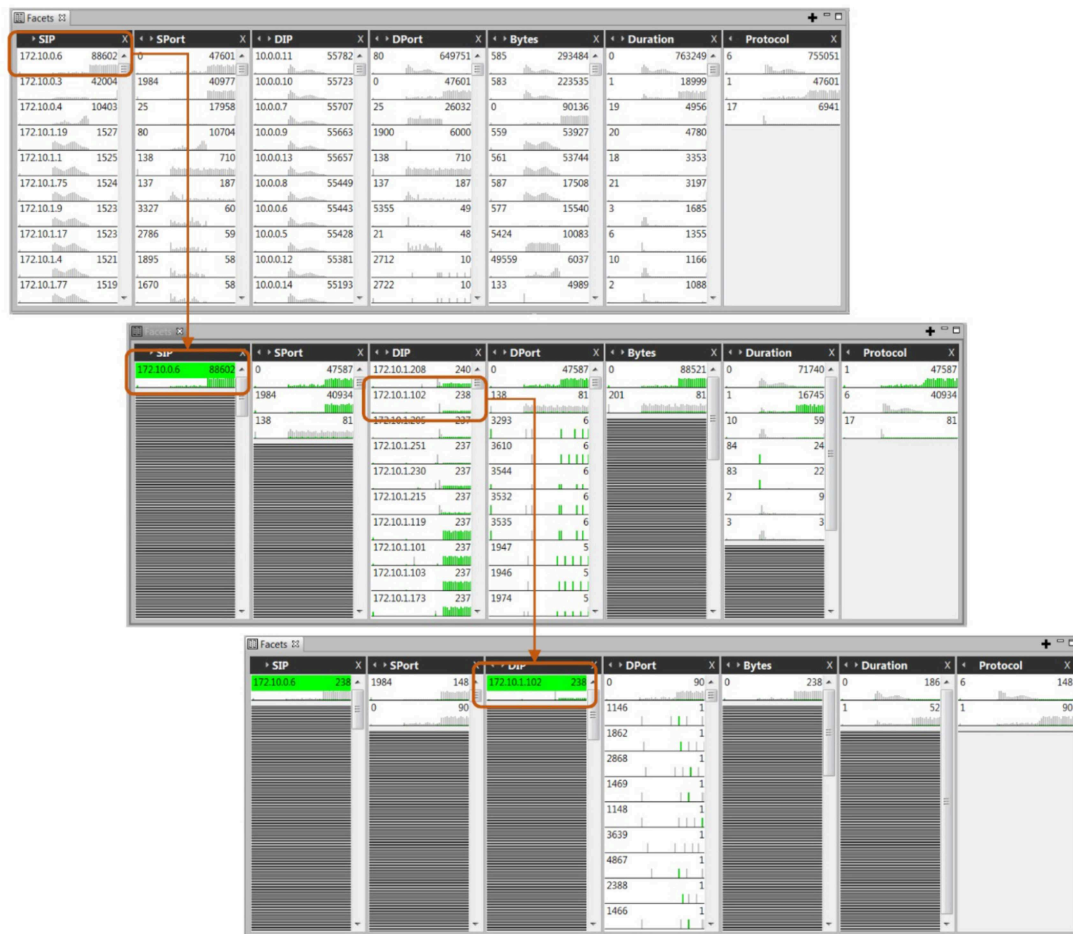 Facets
SIP X SPort X DIP X DPort X Bytes X Duration X Protocol X
172.10.0.6 88602 0 47601 10.0.0.11 55782 80 649751 585 293484 0 763249 6 755051
172.10.0.3 42004 1984 40977 10.0.0.10 55723 0 47601 583 223535 1 18999 1 47601
172.10.0.4 10403 25 17958 10.0.0.7 55707 25 26032 0 90136 19 4956 17 6941
172.10.1.19 1527 80 10704 10.0.0.9 55663 1900 6000 559 53927 20 4780
172.10.1.1 1525 138 710 10.0.0.13 55657 138 710 561 53744 18 3353
172.10.1.75 1524 137 187 10.0.0.8 55449 137 187 587 17508 21 3197
172.10.1.9 1523 3327 60 10.0.0.6 55443 5355 49 577 15540 3 1685
172.10.1.17 1523 2786 59 10.0.0.5 55428 21 48 5424 10083 6 1355
172.10.1.4 1521 1895 58 10.0.0.12 55381 2712 10 49559 6037 10 1166
172.10.1.77 1519 1670 58 10.0.0.14 55193 2722 10 133 4989 2 1088
Facets
SIP X SPort X DIP X DPort X Bytes X Duration X Protocol X
172.10.0.6 88602 0 47587 172.10.1.208 240 0 47587 0 88521 0 71740 1 47587
1984 40934 172.10.1.102 238 138 81 201 81 1 16745 6 40934
138 81 172.10.1.205 237 3293 6 10 59 17 81
172.10.1.251 237 3610 6 84 24
172.10.1.230 237 3544 6 83 22
172.10.1.215 237 3532 6 2 9
172.10.1.119 237 3535 6 3 3
172.10.1.101 237 1947 5
172.10.1.103 237 1946 5
172.10.1.173 237 1974 5
Facets
SIP X SPort X DIP X DPort X Bytes X Duration X Protocol X
172.10.0.6 238 1984 148 172.10.1.102 238 0 90 0 238 0 186 6 148
0 90 1146 1 1 52 1 90
1862 1
2868 1
1469 1
1148 1
3639 1
4867 1
2388 1
1466 1